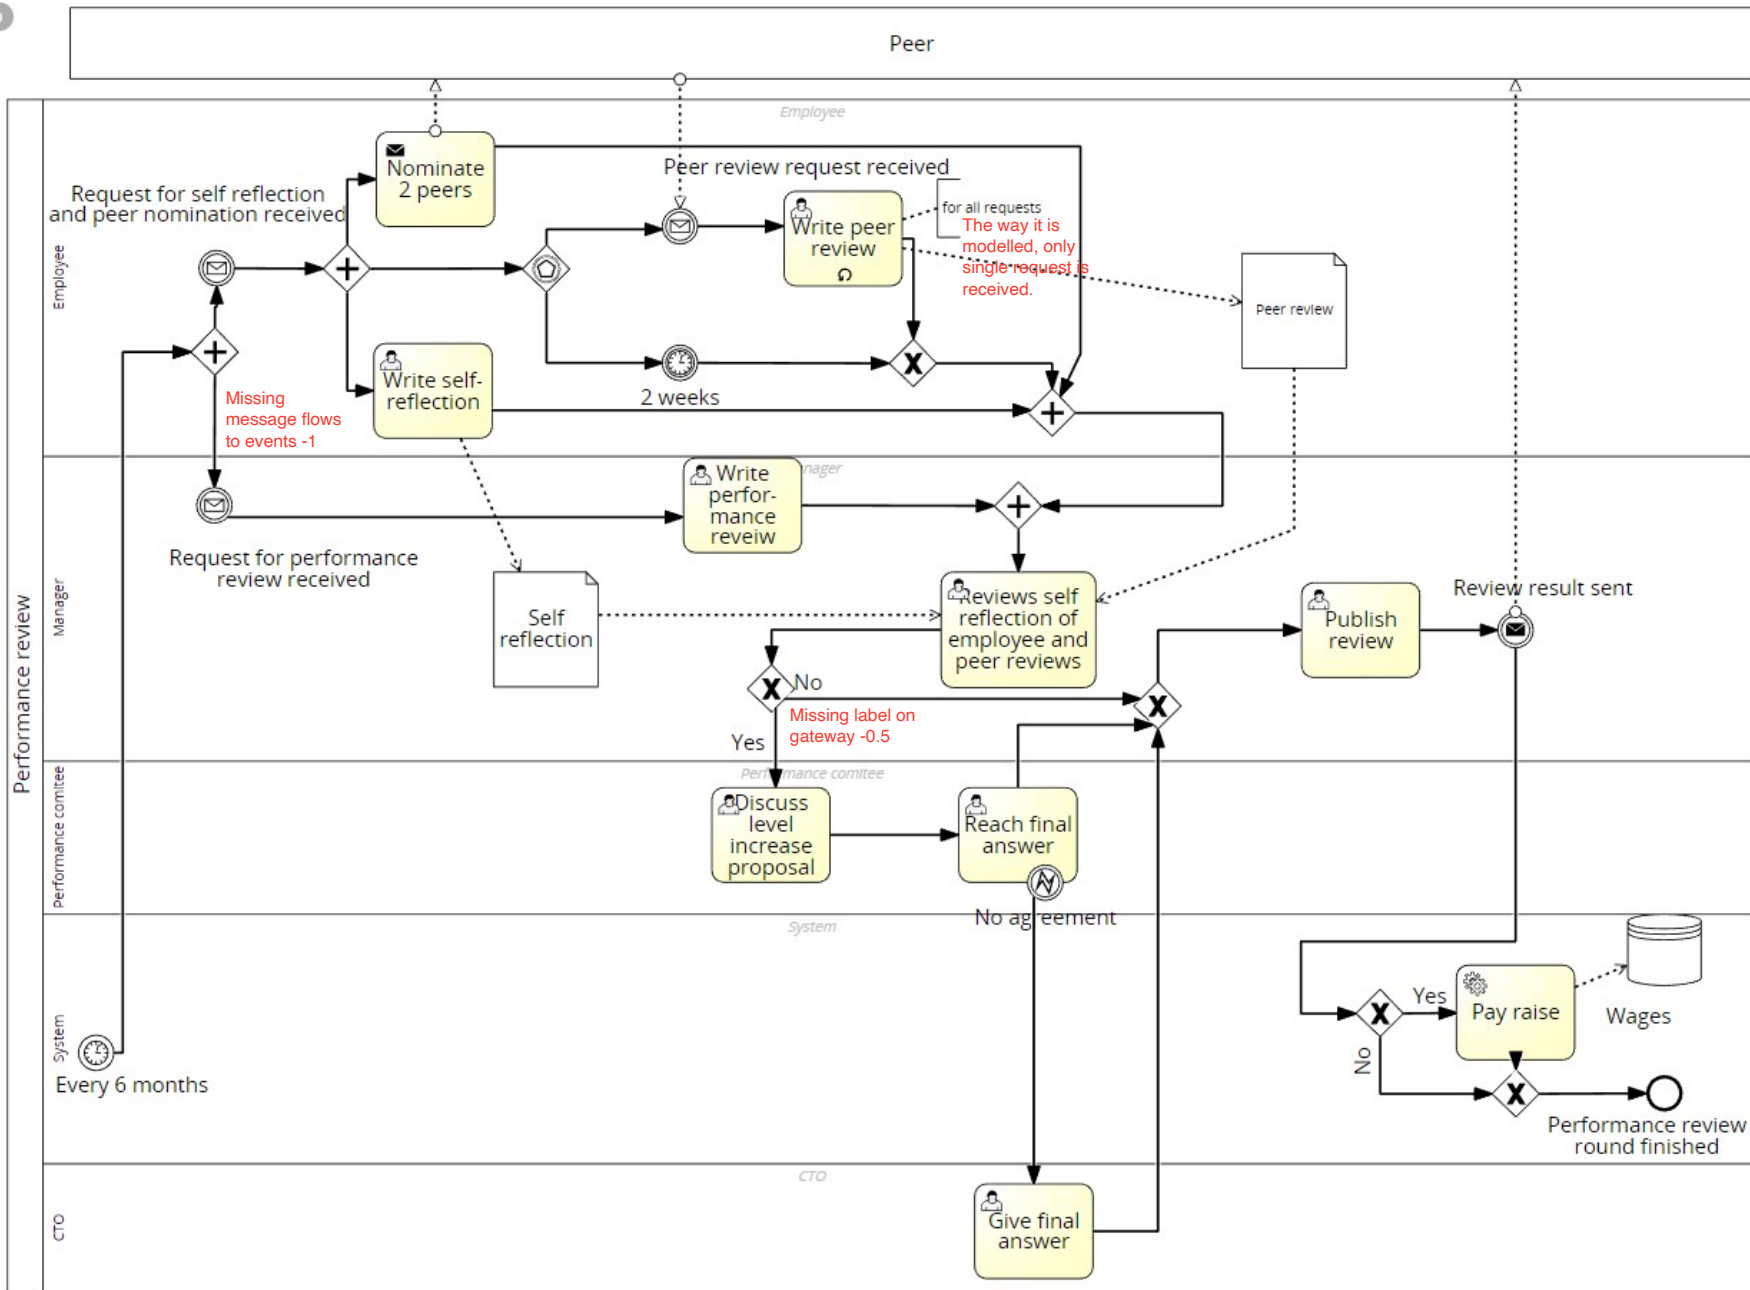 Peer
Employee
Nominate
2 peers
Peer review request received
Request for self reflection
and peer nomination received
for all requests
Write peer
review
The way it is
modelled, only
single request is
received.
Employee
Peer review
Write self-
reflection
2 weeks
Missing
message flows
to events -1
nager
Write
perfor-
mance
reveiw
Request for performance
review received
Performance review
Manager
Self
reflection
Reviews self
reflection of
employee and
peer reviews
Review result sent
Publish
review
No
Missing label on
gateway -0.5
Yes
Performance comitee
Performance comitee
Discuss
level
increase
proposal
Reach final
answer
No agreement
System
System
Every 6 months
Yes
Pay raise
Wages
No
Performance review
round finished
CTO
CTO
Give final
answer